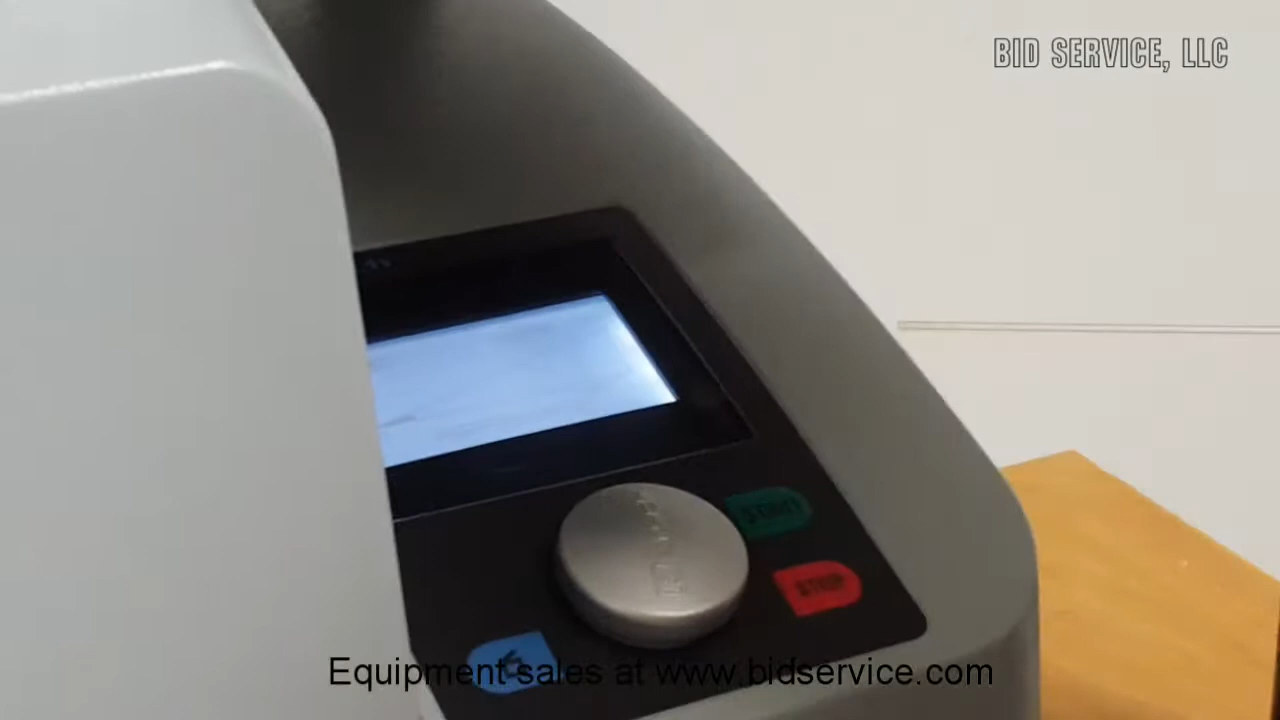 BID SERVICE, LLC
START
STOP
Equipment sales at www.bidservice.com